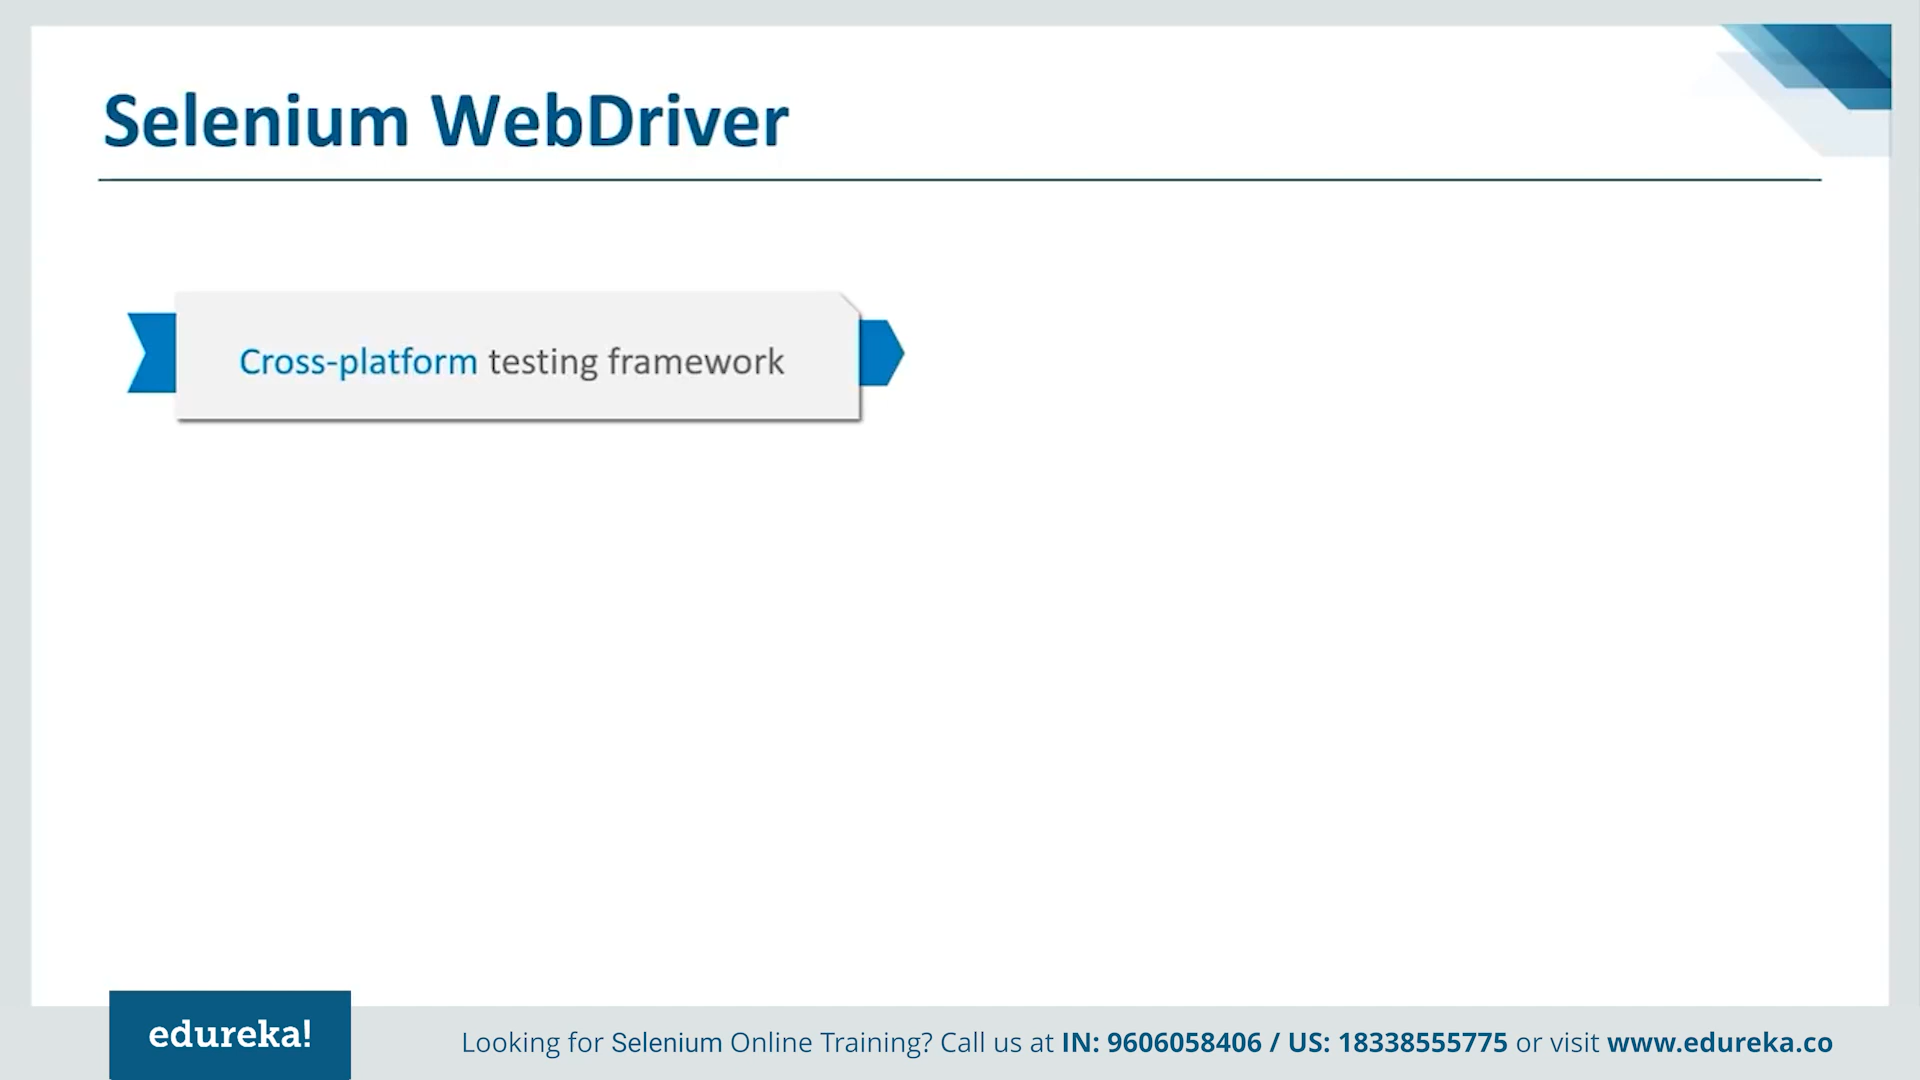 Selenium WebDriver
Cross-platform testing framework
edureka!
Looking for Selenium Online Training? Call us at IN: 9606058406 / US: 18338555775 or visit www.edureka.co